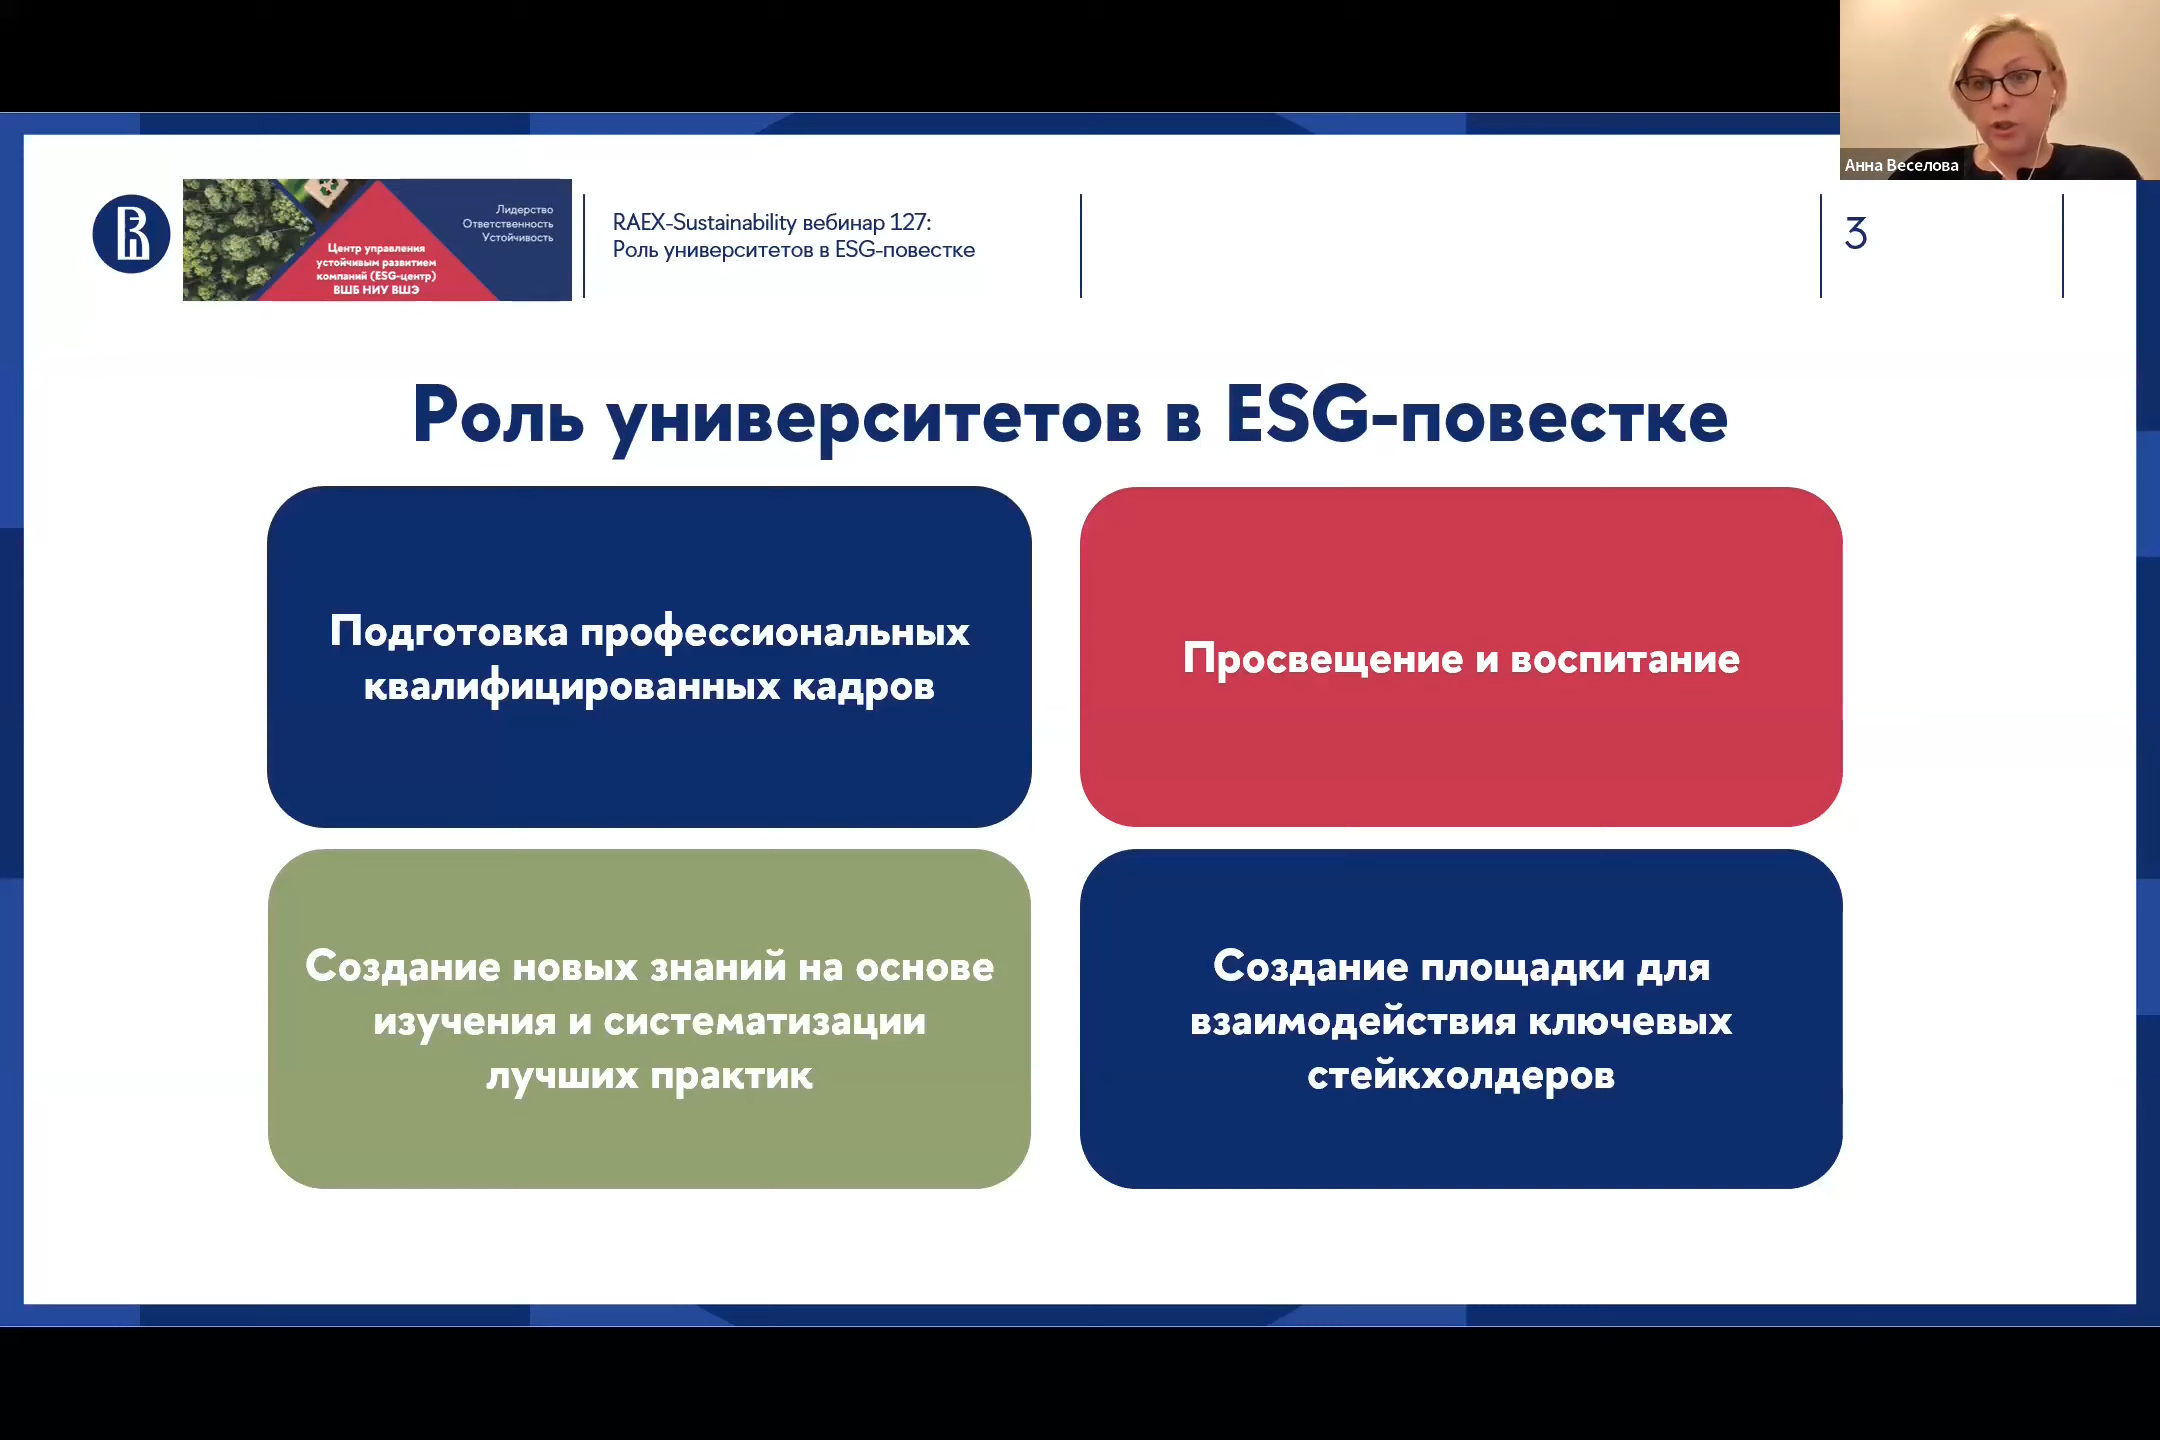 Анна Веселова
Лидерство
Ответственность
Устойчивость
Центр управления
устойчивым развитием
компаний (ESG-центр)
ВШБ НИУ ВШЭ
RAEX-Sustainability вебинар 127:
Роль университетов в ESG-повестке
3
Роль университетов в ESG-повестке
Подготовка профессиональных
квалифицированных кадров
Просвещение и воспитание
Создание новых знаний на основе
изучения и систематизации
лучших практик
Создание площадки для
взаимодействия ключевых
стейкхолдеров